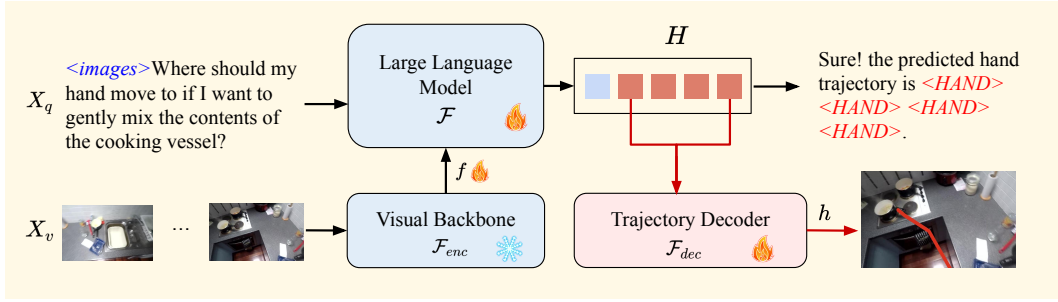 X_q
<images>Where should my
hand move to if I want to
gently mix the contents of
the cooking vessel?
Large Language
Model
F
H
Sure! the predicted hand
trajectory is <HAND>
<HAND> <HAND>
<HAND>.
f
X_v
...
Visual Backbone
F_enc
Trajectory Decoder
F_dec
h